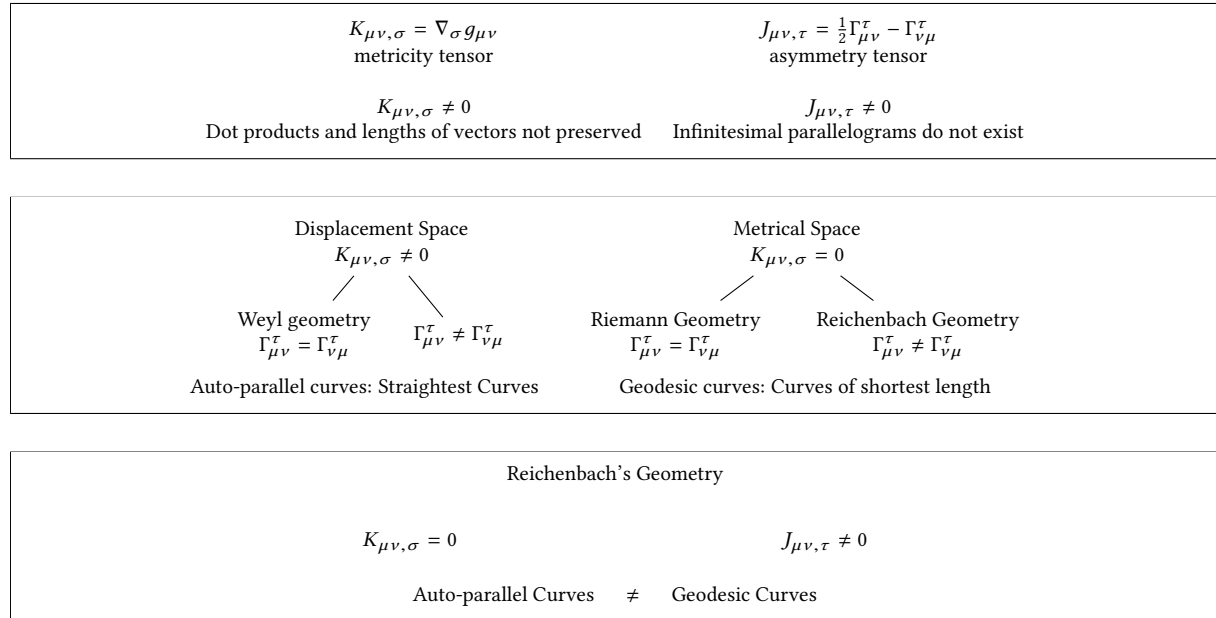 K_{μν,σ} = ∇_σ g_{μν}    J_{μν,τ} = ½Γ^τ_{μν} − Γ^τ_{νμ}
metricity tensor    asymmetry tensor
K_{μν,σ} ≠ 0    J_{μν,τ} ≠ 0
Dot products and lengths of vectors not preserved    Infinitesimal parallelograms do not exist
Displacement Space    Metrical Space
K_{μν,σ} ≠ 0    K_{μν,σ} = 0
Weyl geometry    Riemann Geometry    Reichenbach Geometry
Γ^τ_{μν} = Γ^τ_{νμ}    Γ^τ_{μν} ≠ Γ^τ_{νμ}    Γ^τ_{μν} = Γ^τ_{νμ}    Γ^τ_{μν} ≠ Γ^τ_{νμ}
Auto-parallel curves: Straightest Curves    Geodesic curves: Curves of shortest length
Reichenbach's Geometry
K_{μν,σ} = 0    J_{μν,τ} ≠ 0
Auto-parallel Curves ≠ Geodesic Curves